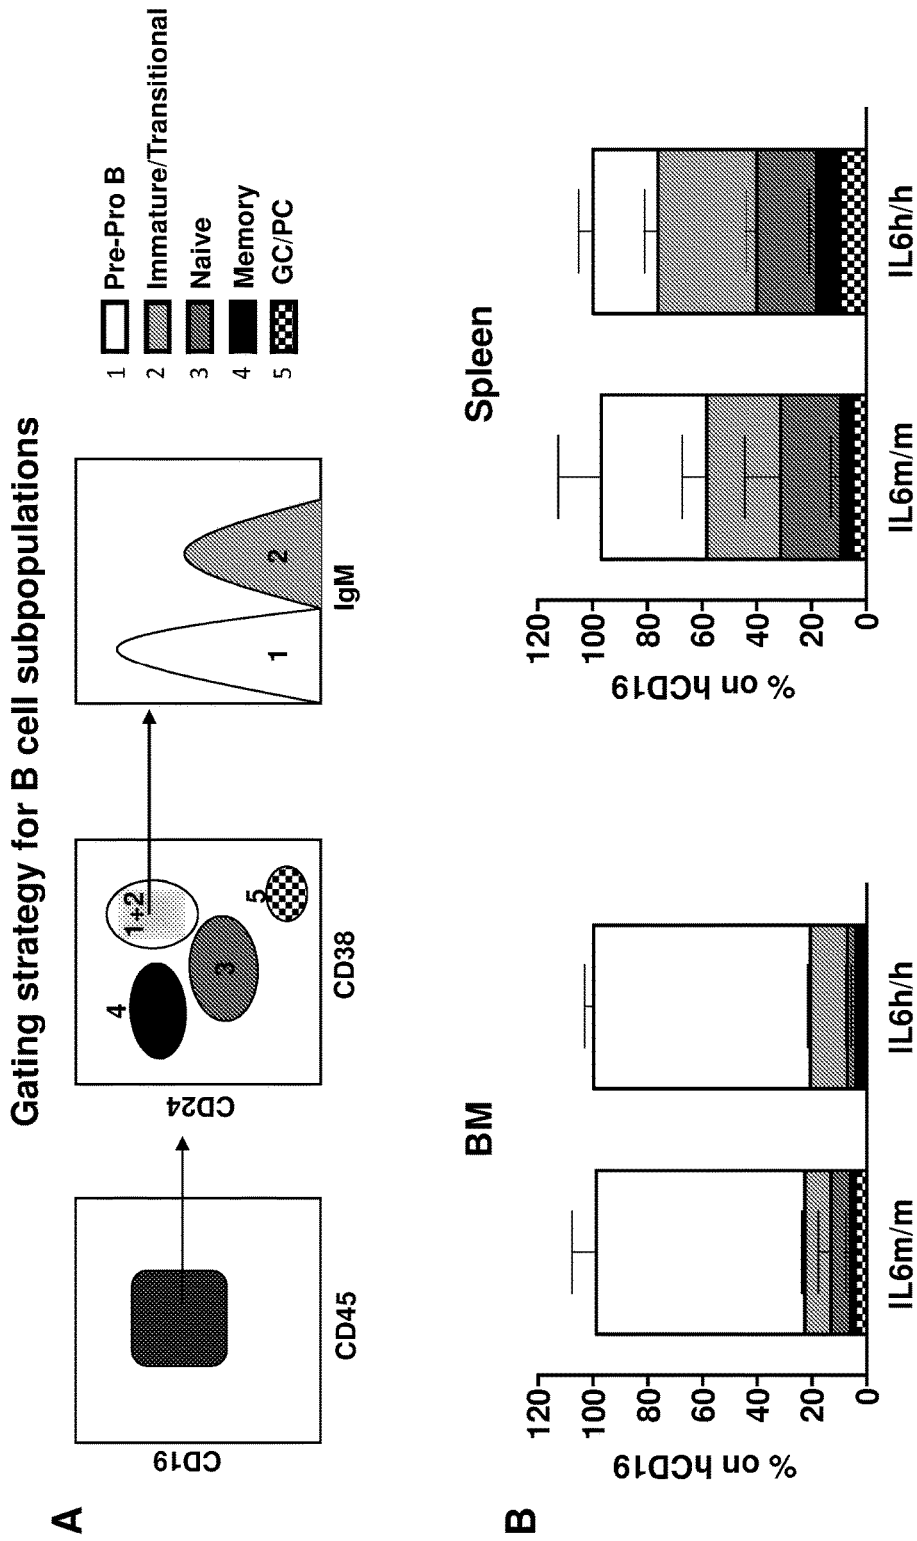 Gating strategy for B cell subpopulations
A
CD19
CD45
CD24
4
1+2
3
5
CD38
1
2
IgM
1 Pre-Pro B
2 Immature/Transitional
3 Naive
4 Memory
5 GC/PC
B
BM
% on hCD19
120
100
80
60
40
20
0
IL6m/m
IL6h/h
Spleen
% on hCD19
120
100
80
60
40
20
0
IL6m/m
IL6h/h